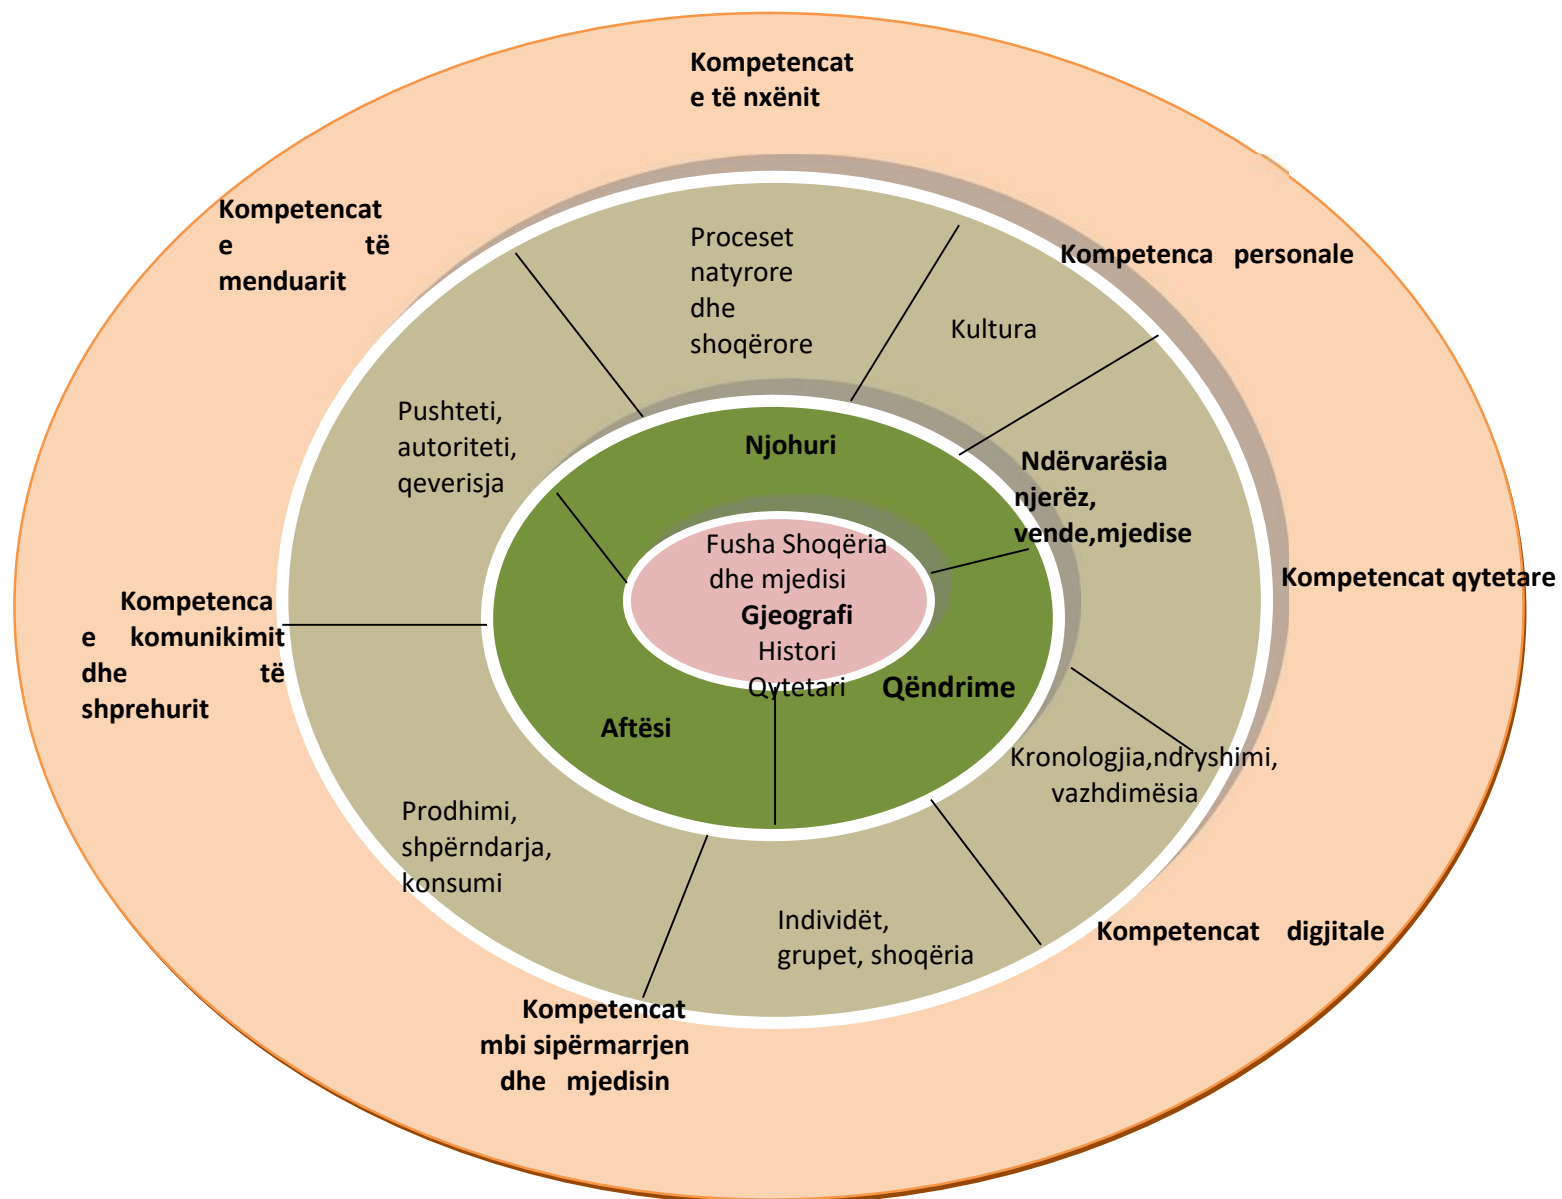 Kompetencat
e të nxënit
Kompetencat
e të
menduarit
Kompetenca personale
Proceset
natyrore
dhe
shoqërore
Kultura
Pushteti,
autoriteti,
qeverisja
Njohuri
Ndërvarësia
njerëz,
vende,mjedise
Fusha Shoqëria
dhe mjedisi
Gjeografi
Histori
Qytetari
Kompetencat qytetare
Kompetenca
e komunikimit
dhe të
shprehurit
Qëndrime
Aftësi
Kronologjia,ndryshimi,
vazhdimësia
Prodhimi,
shpërndarja,
konsumi
Individët,
grupet, shoqëria
Kompetencat digjitale
Kompetencat
mbi sipërmarrjen
dhe mjedisin